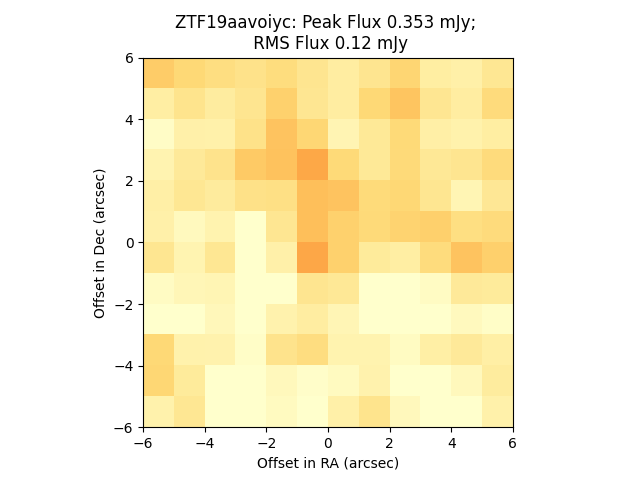 ZTF19aavoiyc: Peak Flux 0.353 mJy;
RMS Flux 0.12 mJy
6
4
2
0
−2
−4
−6
Offset in Dec (arcsec)
−6 −4 −2 0 2 4 6
Offset in RA (arcsec)